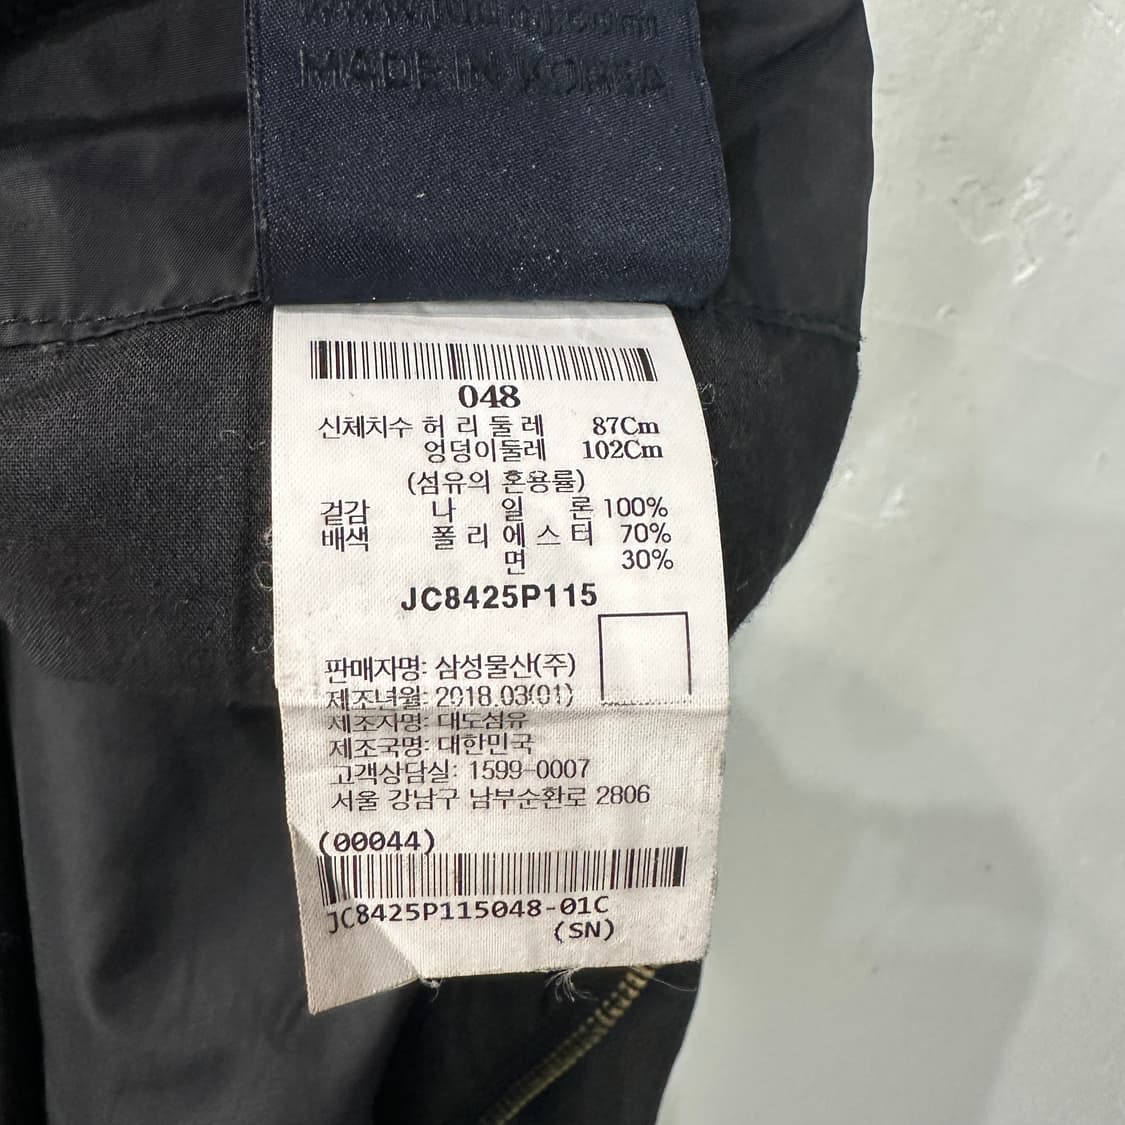 MADE IN KOREA
048
신체치수 허 리 둘 레 87Cm
엉덩이둘레 102Cm
(섬유의 혼용률)
겉감 나 일 론 100%
배색 폴 리 에 스 터 70%
면 30%
JC8425P115
판매자명: 삼성물산(주)
제조년월: 2018.03(01)
제조자명: 대도섬유
제조국명: 대한민국
고객상담실: 1599-0007
서울 강남구 남부순환로 2806
(00044)
JC8425P115048-01C
(SN)